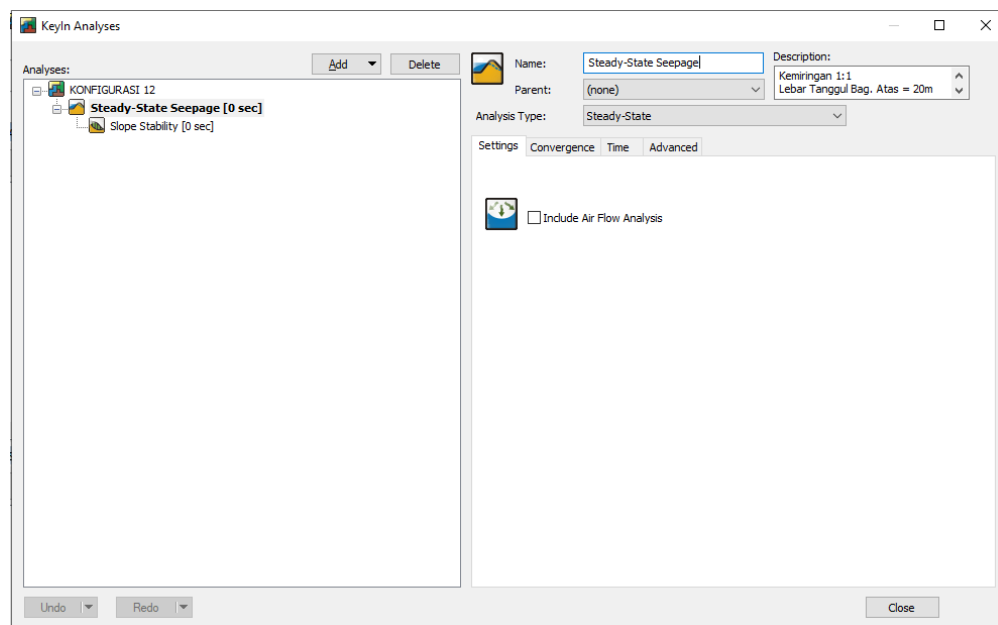 KeyIn Analyses
Analyses:
Add
Delete
KONFIGURASI 12
Steady-State Seepage [0 sec]
Slope Stability [0 sec]
Name:
Steady-State Seepage
Description:
Kemiringan 1:1
Lebar Tanggul Bag. Atas = 20m
Parent:
(none)
Analysis Type:
Steady-State
Settings
Convergence
Time
Advanced
Include Air Flow Analysis
Undo
Redo
Close